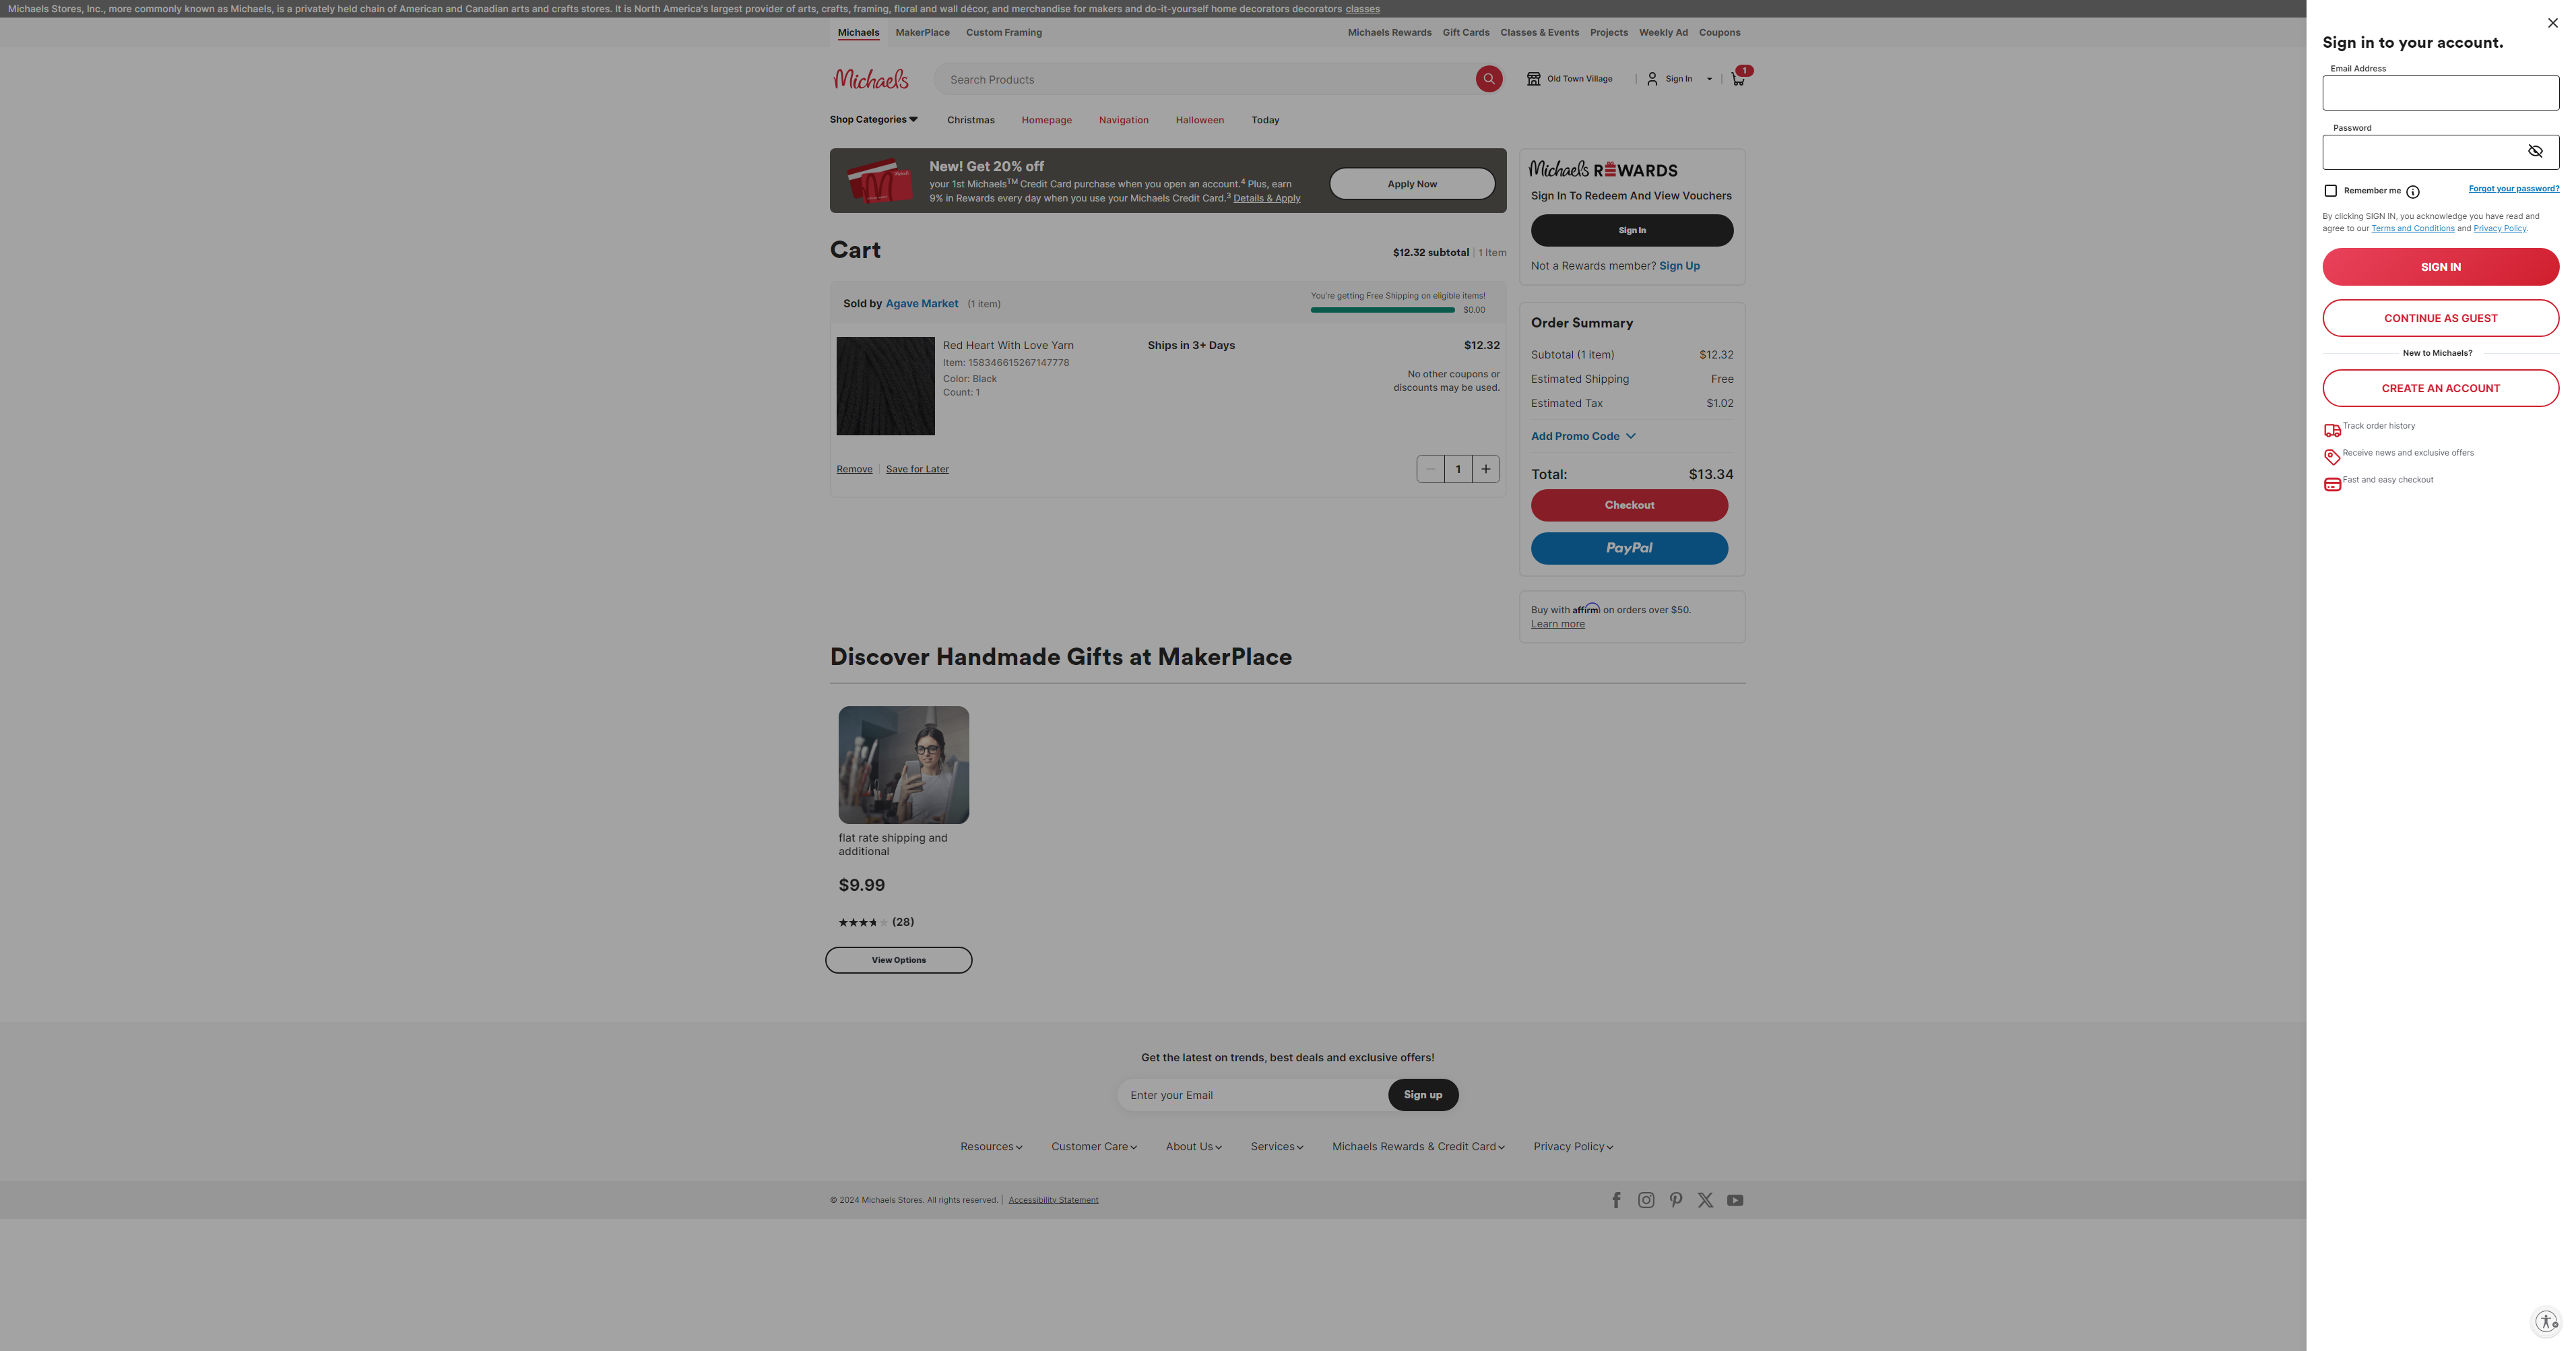 Michaels Stores, Inc., more commonly known as Michaels, is a privately held chain of American and Canadian arts and crafts stores. It is North America's largest provider of arts, crafts, framing, floral and wall décor, and merchandise for makers and do-it-yourself home decorators decorators classes
Michaels MakerPlace Custom Framing Michaels Rewards Gift Cards Classes & Events Projects Weekly Ad Coupons
Michaels Search Products Old Town Village | Sign In | 1
Shop Categories Christmas Homepage Navigation Halloween Today
New! Get 20% off
your 1st Michaels™ Credit Card purchase when you open an account.⁴ Plus, earn
9% in Rewards every day when you use your Michaels Credit Card.³ Details & Apply
Apply Now
Cart
$12.32 subtotal | 1 Item
Sold by Agave Market (1 item)
You're getting Free Shipping on eligible items!
$0.00
Red Heart With Love Yarn
Item: 158346615267147778
Color: Black
Count: 1
Ships in 3+ Days
$12.32
No other coupons or
discounts may be used.
Remove | Save for Later
1
Michaels REWARDS
Sign In To Redeem And View Vouchers
Sign In
Not a Rewards member? Sign Up
Order Summary
Subtotal (1 item) $12.32
Estimated Shipping Free
Estimated Tax $1.02
Add Promo Code
Total: $13.34
Checkout
PayPal
Buy with affirm on orders over $50.
Learn more
Discover Handmade Gifts at MakerPlace
flat rate shipping and
additional
$9.99
(28)
View Options
Get the latest on trends, best deals and exclusive offers!
Enter your Email Sign up
Resources Customer Care About Us Services Michaels Rewards & Credit Card Privacy Policy
© 2024 Michaels Stores. All rights reserved. | Accessibility Statement
Sign in to your account.
Email Address
Password
Remember me Forgot your password?
By clicking SIGN IN, you acknowledge you have read and
agree to our Terms and Conditions and Privacy Policy.
SIGN IN
CONTINUE AS GUEST
New to Michaels?
CREATE AN ACCOUNT
Track order history
Receive news and exclusive offers
Fast and easy checkout